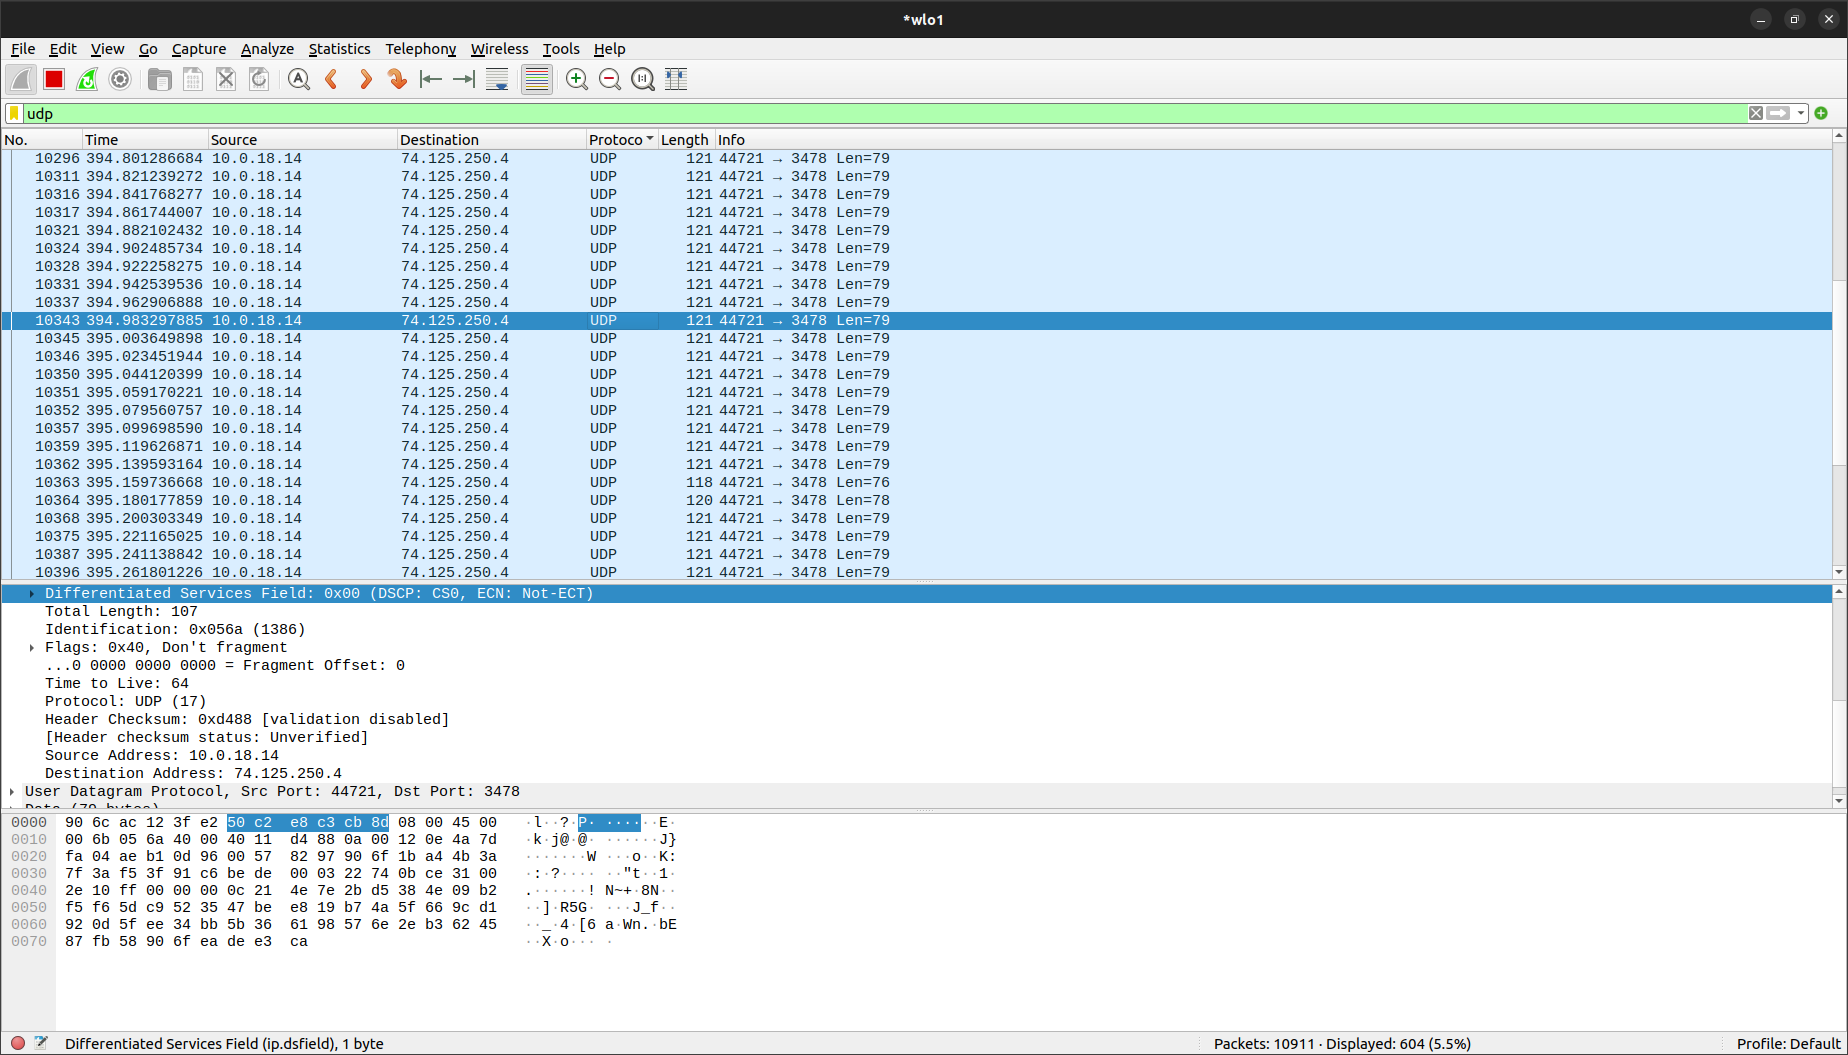 *wlo1
File Edit View Go Capture Analyze Statistics Telephony Wireless Tools Help
udp
No. Time Source Destination Protoco Length Info
10296 394.801286684 10.0.18.14 74.125.250.4 UDP 121 44721 → 3478 Len=79
10311 394.821239272 10.0.18.14 74.125.250.4 UDP 121 44721 → 3478 Len=79
10316 394.841768277 10.0.18.14 74.125.250.4 UDP 121 44721 → 3478 Len=79
10317 394.861744007 10.0.18.14 74.125.250.4 UDP 121 44721 → 3478 Len=79
10321 394.882102432 10.0.18.14 74.125.250.4 UDP 121 44721 → 3478 Len=79
10324 394.902485734 10.0.18.14 74.125.250.4 UDP 121 44721 → 3478 Len=79
10328 394.922258275 10.0.18.14 74.125.250.4 UDP 121 44721 → 3478 Len=79
10331 394.942539536 10.0.18.14 74.125.250.4 UDP 121 44721 → 3478 Len=79
10337 394.962906888 10.0.18.14 74.125.250.4 UDP 121 44721 → 3478 Len=79
10343 394.983297885 10.0.18.14 74.125.250.4 UDP 121 44721 → 3478 Len=79
10345 395.003649898 10.0.18.14 74.125.250.4 UDP 121 44721 → 3478 Len=79
10346 395.023451944 10.0.18.14 74.125.250.4 UDP 121 44721 → 3478 Len=79
10350 395.044120399 10.0.18.14 74.125.250.4 UDP 121 44721 → 3478 Len=79
10351 395.059170221 10.0.18.14 74.125.250.4 UDP 121 44721 → 3478 Len=79
10352 395.079560757 10.0.18.14 74.125.250.4 UDP 121 44721 → 3478 Len=79
10357 395.099698590 10.0.18.14 74.125.250.4 UDP 121 44721 → 3478 Len=79
10359 395.119626871 10.0.18.14 74.125.250.4 UDP 121 44721 → 3478 Len=79
10362 395.139593164 10.0.18.14 74.125.250.4 UDP 121 44721 → 3478 Len=79
10363 395.159736668 10.0.18.14 74.125.250.4 UDP 118 44721 → 3478 Len=76
10364 395.180177859 10.0.18.14 74.125.250.4 UDP 120 44721 → 3478 Len=78
10368 395.200303349 10.0.18.14 74.125.250.4 UDP 121 44721 → 3478 Len=79
10375 395.221165025 10.0.18.14 74.125.250.4 UDP 121 44721 → 3478 Len=79
10387 395.241138842 10.0.18.14 74.125.250.4 UDP 121 44721 → 3478 Len=79
10396 395.261801226 10.0.18.14 74.125.250.4 UDP 121 44721 → 3478 Len=79
Differentiated Services Field: 0x00 (DSCP: CS0, ECN: Not-ECT)
Total Length: 107
Identification: 0x056a (1386)
Flags: 0x40, Don't fragment
...0 0000 0000 0000 = Fragment Offset: 0
Time to Live: 64
Protocol: UDP (17)
Header Checksum: 0xd488 [validation disabled]
[Header checksum status: Unverified]
Source Address: 10.0.18.14
Destination Address: 74.125.250.4
User Datagram Protocol, Src Port: 44721, Dst Port: 3478
Data (79 bytes)
0000 90 6c ac 12 3f e2 50 c2 e8 c3 cb 8d 08 00 45 00 ·l··?·P· ······E·
0010 00 6b 05 6a 40 00 40 11 d4 88 0a 00 12 0e 4a 7d ·k·j@·@· ······J}
0020 fa 04 ae b1 0d 96 00 57 82 97 90 6f 1b a4 4b 3a ·······W ···o··K:
0030 7f 3a f5 3f 91 c6 be de 00 03 22 74 0b ce 31 00 ·:·?···· ··"t··1·
0040 2e 10 ff 00 00 00 0c 21 4e 7e 2b d5 38 4e 09 b2 .······! N~+·8N··
0050 f5 f6 5d c9 52 35 47 be e8 19 b7 4a 5f 66 9c d1 ··]·R5G· ···J_f··
0060 92 0d 5f ee 34 bb 5b 36 61 98 57 6e 2e b3 62 45 ··_·4·[6 a·Wn.·bE
0070 87 fb 58 90 6f ea de e3 ca ··X·o··· ·
Differentiated Services Field (ip.dsfield), 1 byte Packets: 10911 · Displayed: 604 (5.5%) Profile: Default